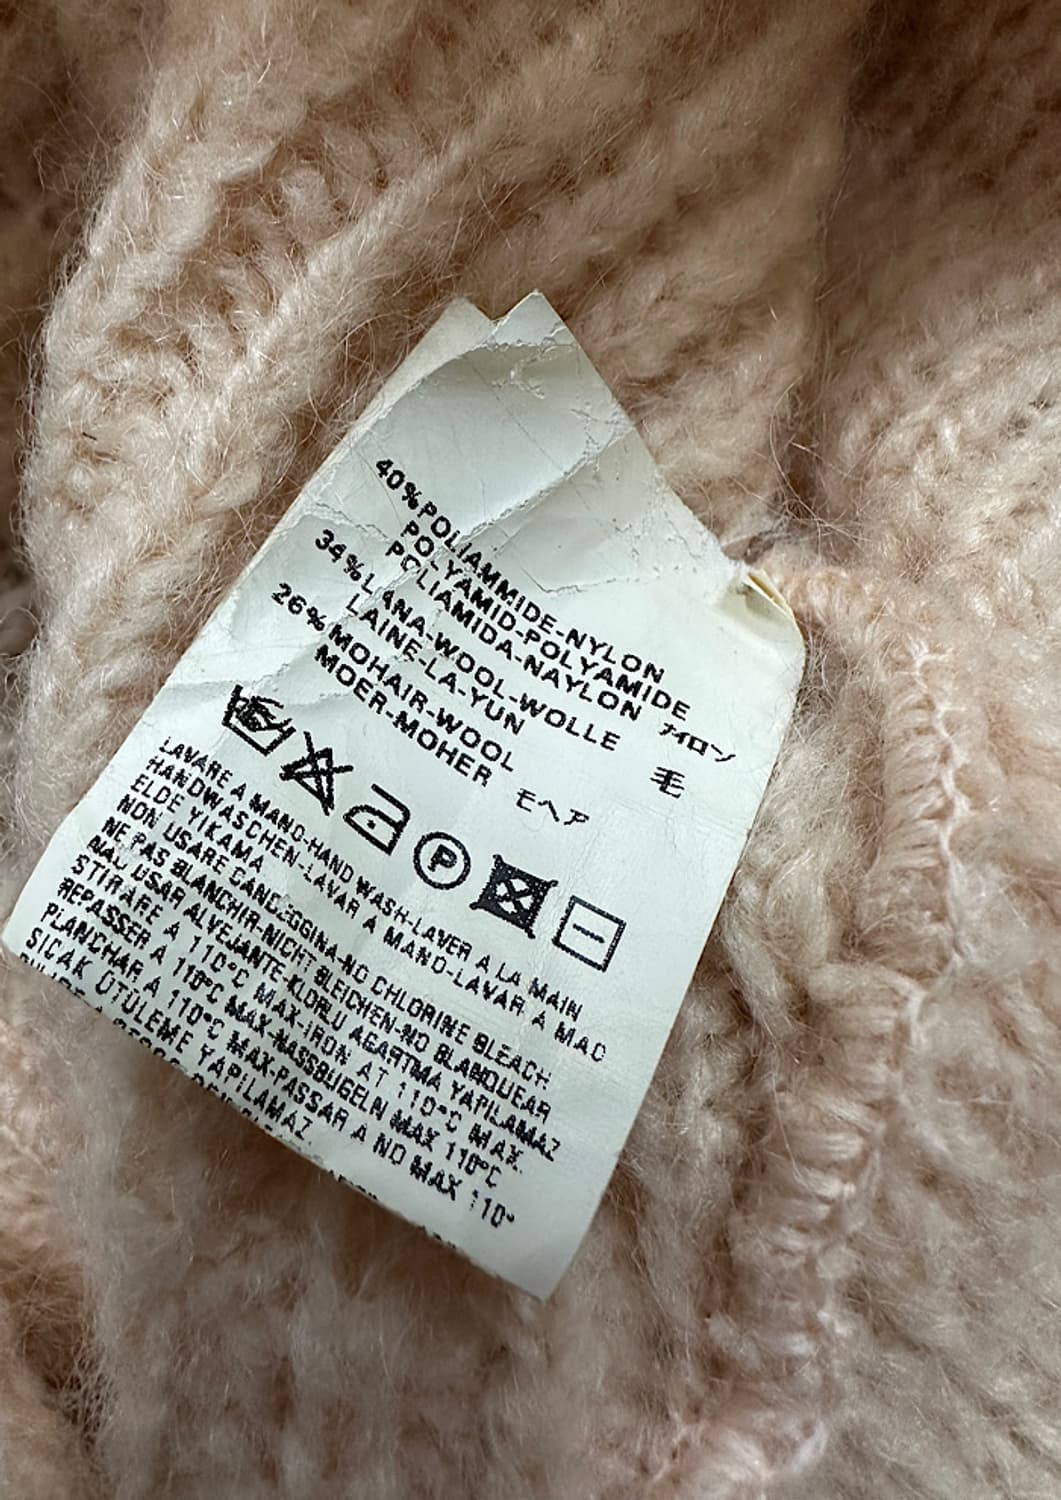 40% POLIAMMIDE-NYLON
POLYAMID-POLYAMIDE
POLIAMIDA-NAYLON ナイロン
34% LANA-WOOL-WOLLE
LAINE-LA-YUN 毛
26% MOHAIR-WOOL
MOER-MOHER モヘア
P
LAVARE A MANO-HAND WASH-LAVER A LA MAIN
HANDWASCHEN-LAVAR A MANO-LAVAR A MAO
ELDE YIKAMA
NON USARE CANDEGGINA-NO CHLORINE BLEACH
NE PAS BLANCHIR-NICHT BLEICHEN-NO BLANQUEAR
NAO USAR ALVEJANTE-KLORLU AGARTMA YAPILAMAZ
STIRARE A 110°C MAX-IRON AT 110°C MAX.
REPASSER A 110°C MAX-NASSBUGELN MAX 110°C
PLANCHAR A 110°C MAX-PASSAR A NO MAX 110°
SICAK UTULEME YAPILAMAZ.